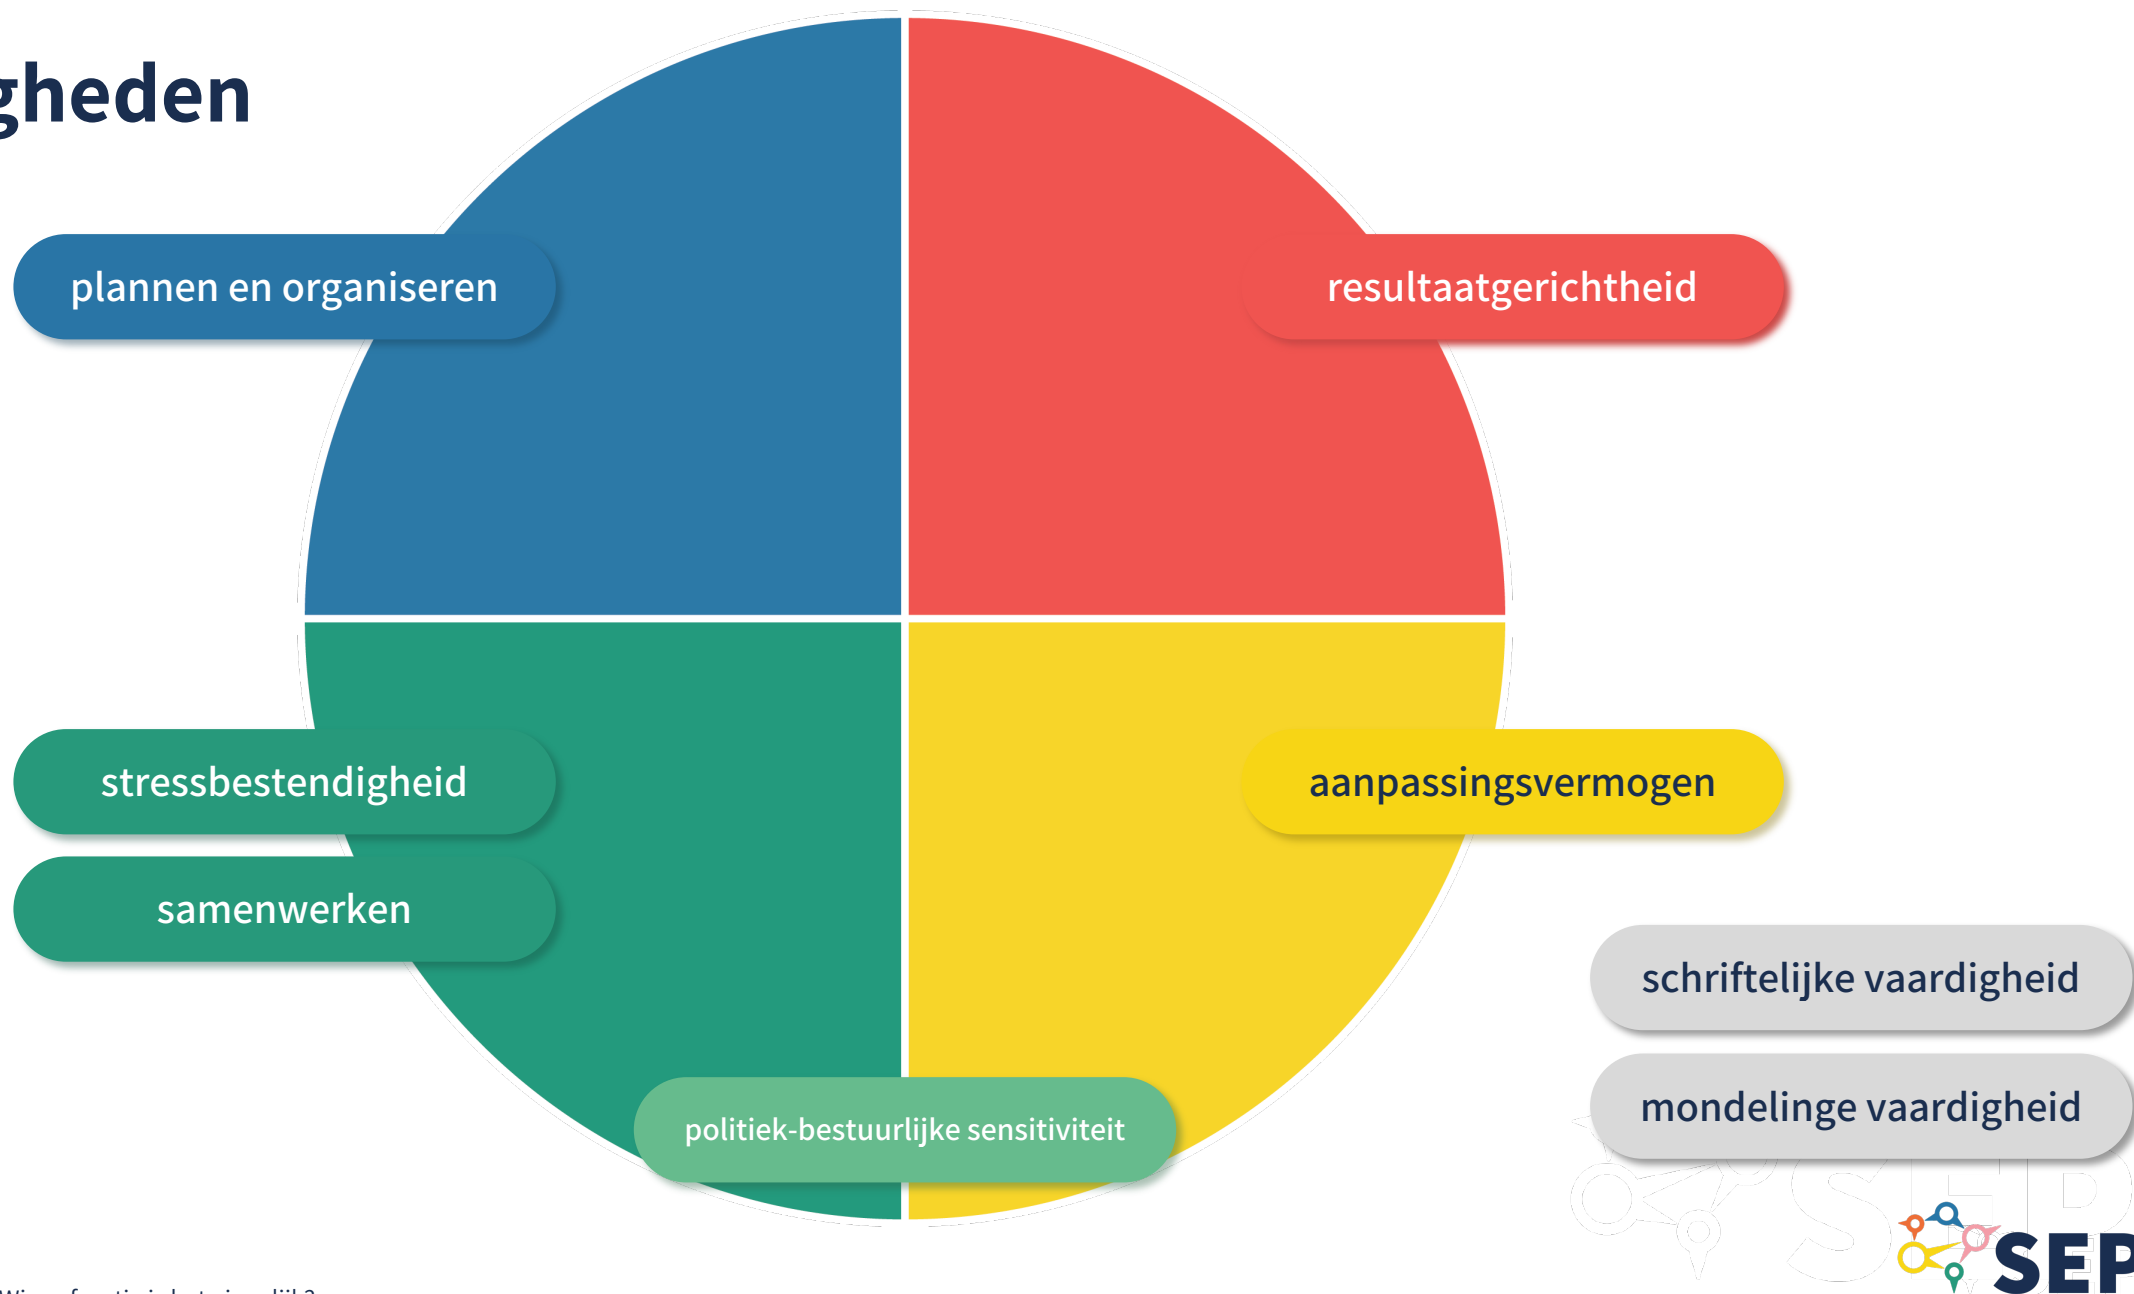 gheden
plannen en organiseren
resultaatgerichtheid
stressbestendigheid
aanpassingsvermogen
samenwerken
schriftelijke vaardigheid
mondelinge vaardigheid
politiek-bestuurlijke sensitiviteit
SEP